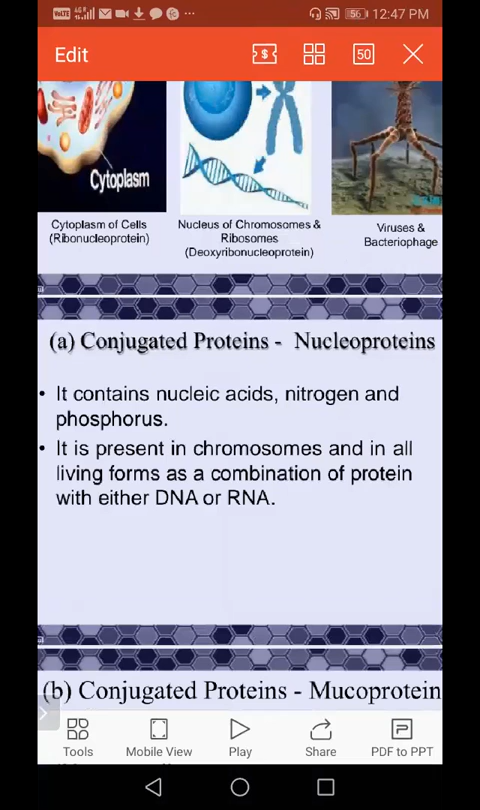 VoLTE 4G 56 12:47 PM
Edit $ 50
Cytoplasm
Cytoplasm of Cells
(Ribonucleoprotein)
Nucleus of Chromosomes &
Ribosomes
(Deoxyribonucleoprotein)
Viruses &
Bacteriophage
(a) Conjugated Proteins - Nucleoproteins
• It contains nucleic acids, nitrogen and
phosphorus.
• It is present in chromosomes and in all
living forms as a combination of protein
with either DNA or RNA.
(b) Conjugated Proteins - Mucoprotein
Tools Mobile View Play Share PDF to PPT